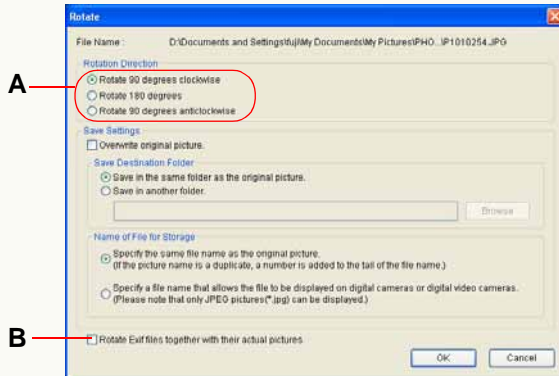 Rotate
File Name : D:\Documents and Settings\fuji\My Documents\My Pictures\PHO...\P1010254.JPG
Rotation Direction
A
Rotate 90 degrees clockwise
Rotate 180 degrees
Rotate 90 degrees anticlockwise
Save Settings
Overwrite original picture.
Save Destination Folder
Save in the same folder as the original picture.
Save in another folder.
Browse
Name of File for Storage
Specify the same file name as the original picture.
(If the picture name is a duplicate, a number is added to the tail of the file name.)
Specify a file name that allows the file to be displayed on digital cameras or digital video cameras.
(Please note that only JPEG pictures(*.jpg) can be displayed.)
B
Rotate Exif files together with their actual pictures
OK Cancel